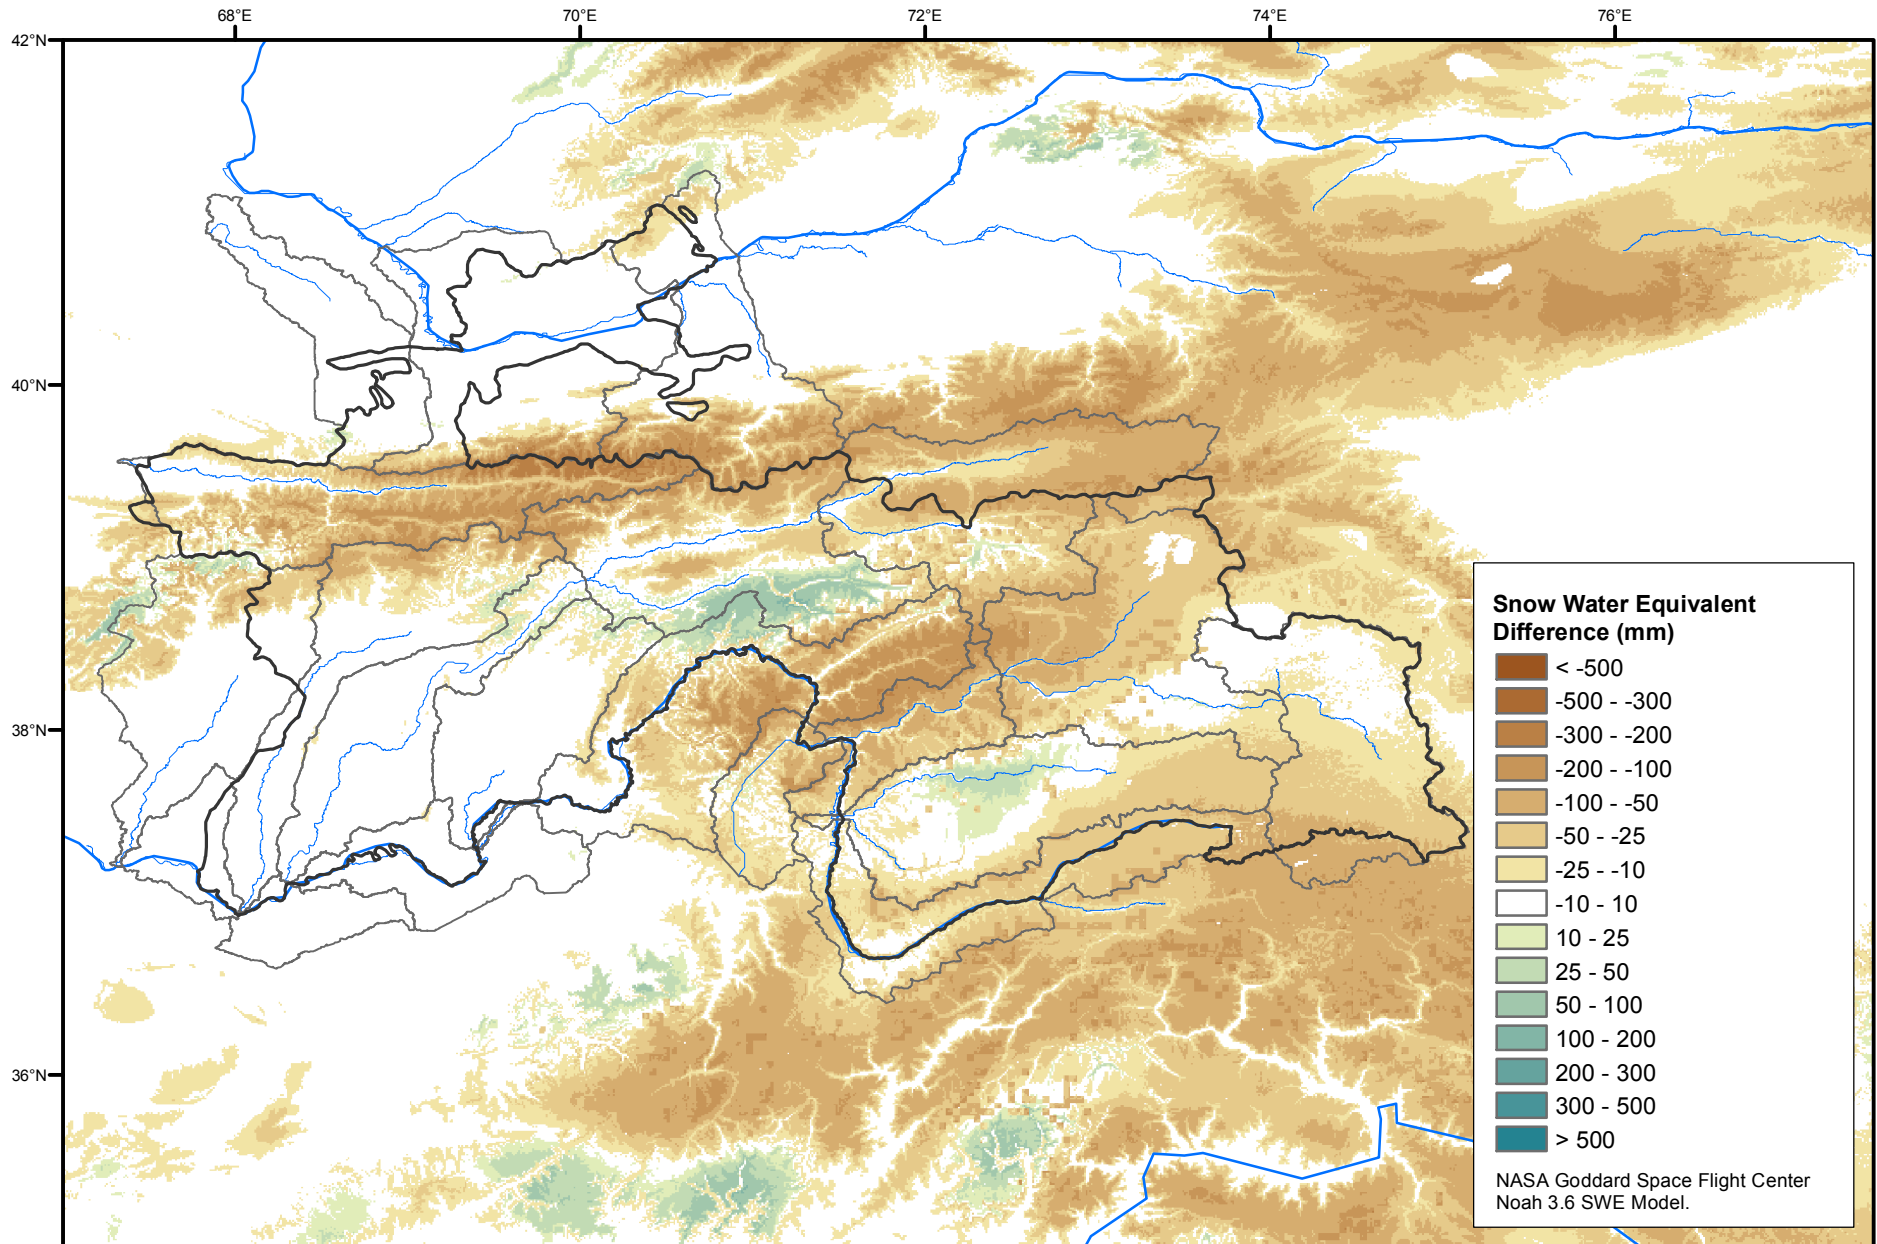 68°E
70°E
72°E
74°E
76°E
42°N
40°N
38°N
36°N
Snow Water Equivalent
Difference (mm)
< -500
-500 - -300
-300 - -200
-200 - -100
-100 - -50
-50 - -25
-25 - -10
-10 - 10
10 - 25
25 - 50
50 - 100
100 - 200
200 - 300
300 - 500
> 500
NASA Goddard Space Flight Center
Noah 3.6 SWE Model.